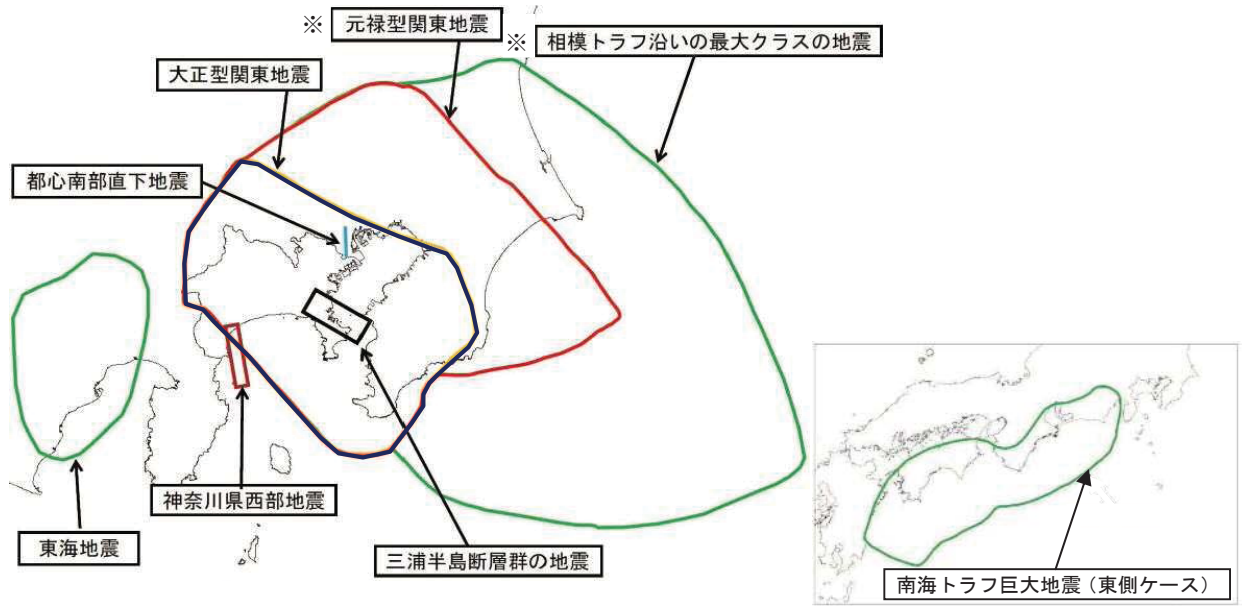 ※ 元禄型関東地震
※ 相模トラフ沿いの最大クラスの地震
大正型関東地震
都心南部直下地震
神奈川県西部地震
東海地震
三浦半島断層群の地震
南海トラフ巨大地震（東側ケース）